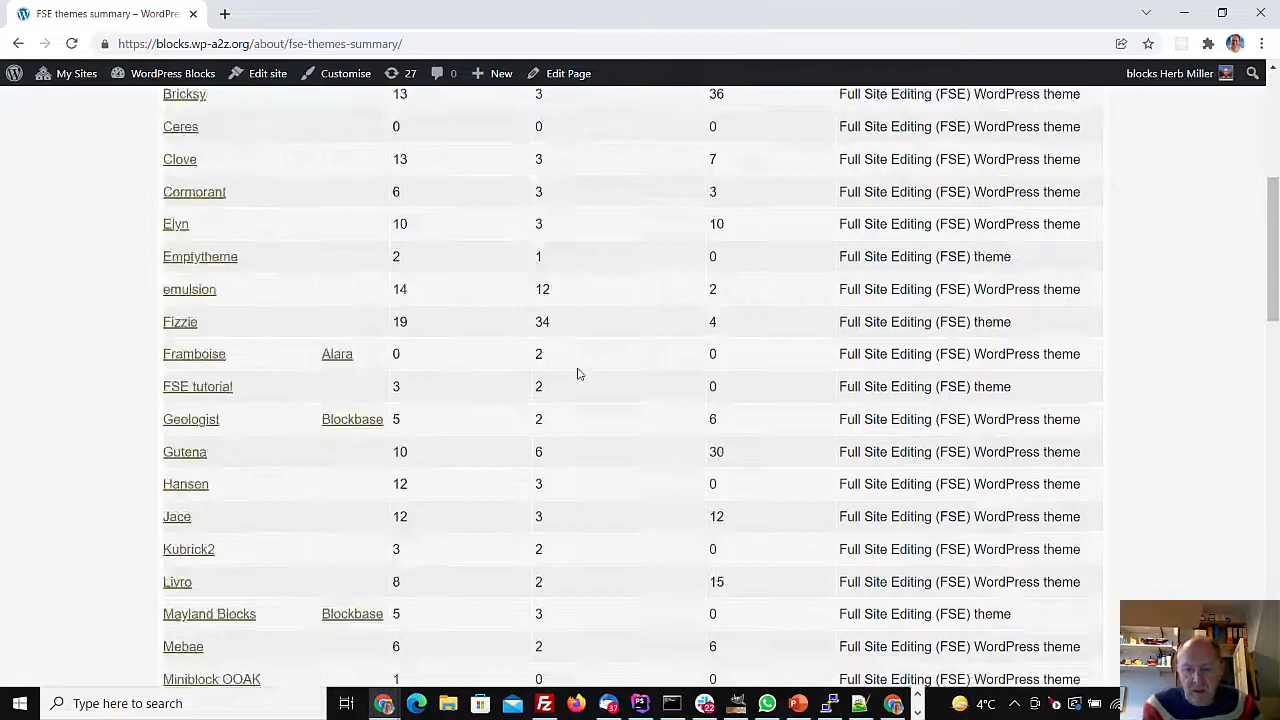 FSE themes summary – WordPre
https://blocks.wp-a2z.org/about/fse-themes-summary/
My Sites WordPress Blocks Edit site Customise 27 0 New Edit Page blocks Herb Miller
Bricksy 13 3 36 Full Site Editing (FSE) WordPress theme
Ceres 0 0 0 Full Site Editing (FSE) WordPress theme
Clove 13 3 7 Full Site Editing (FSE) WordPress theme
Cormorant 6 3 3 Full Site Editing (FSE) WordPress theme
Elyn 10 3 10 Full Site Editing (FSE) WordPress theme
Emptytheme 2 1 0 Full Site Editing (FSE) theme
emulsion 14 12 2 Full Site Editing (FSE) WordPress theme
Fizzie 19 34 4 Full Site Editing (FSE) theme
Framboise Alara 0 2 0 Full Site Editing (FSE) WordPress theme
FSE tutorial 3 2 0 Full Site Editing (FSE) theme
Geologist Blockbase 5 2 6 Full Site Editing (FSE) WordPress theme
Gutena 10 6 30 Full Site Editing (FSE) WordPress theme
Hansen 12 3 0 Full Site Editing (FSE) WordPress theme
Jace 12 3 12 Full Site Editing (FSE) WordPress theme
Kubrick2 3 2 0 Full Site Editing (FSE) WordPress theme
Livro 8 2 15 Full Site Editing (FSE) WordPress theme
Mayland Blocks Blockbase 5 3 0 Full Site Editing (FSE) theme
Mebae 6 2 6 Full Site Editing (FSE) WordPress theme
Miniblock OOAK 1 0 0 Full Site Editing (FSE) WordPress theme
Type here to search 4°C